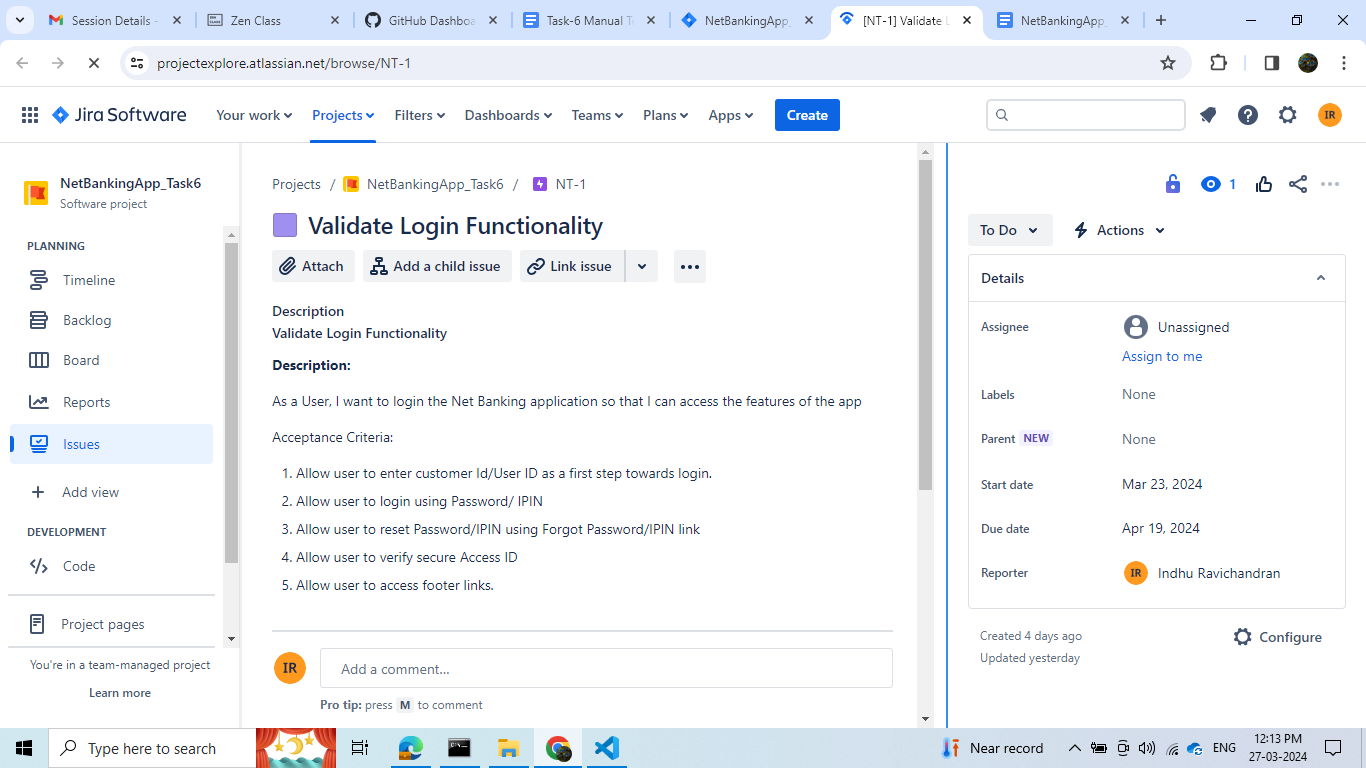 Session Details -
Zen Class
GitHub Dashboa
Task-6 Manual T
NetBankingApp_
[NT-1] Validate L
NetBankingApp_
projectexplore.atlassian.net/browse/NT-1
Jira Software
Your work
Projects
Filters
Dashboards
Teams
Plans
Apps
Create
IR
NetBankingApp_Task6
Software project
PLANNING
Timeline
Backlog
Board
Reports
Issues
Add view
DEVELOPMENT
Code
Project pages
You're in a team-managed project
Learn more
Projects / NetBankingApp_Task6 / NT-1
Validate Login Functionality
Attach
Add a child issue
Link issue
Description
Validate Login Functionality
Description:
As a User, I want to login the Net Banking application so that I can access the features of the app
Acceptance Criteria:
1. Allow user to enter customer Id/User ID as a first step towards login.
2. Allow user to login using Password/ IPIN
3. Allow user to reset Password/IPIN using Forgot Password/IPIN link
4. Allow user to verify secure Access ID
5. Allow user to access footer links.
IR
Add a comment...
Pro tip: press M to comment
1
To Do
Actions
Details
Assignee
Unassigned
Assign to me
Labels
None
Parent NEW
None
Start date
Mar 23, 2024
Due date
Apr 19, 2024
Reporter
IR
Indhu Ravichandran
Created 4 days ago
Updated yesterday
Configure
Type here to search
Near record
ENG
12:13 PM
27-03-2024